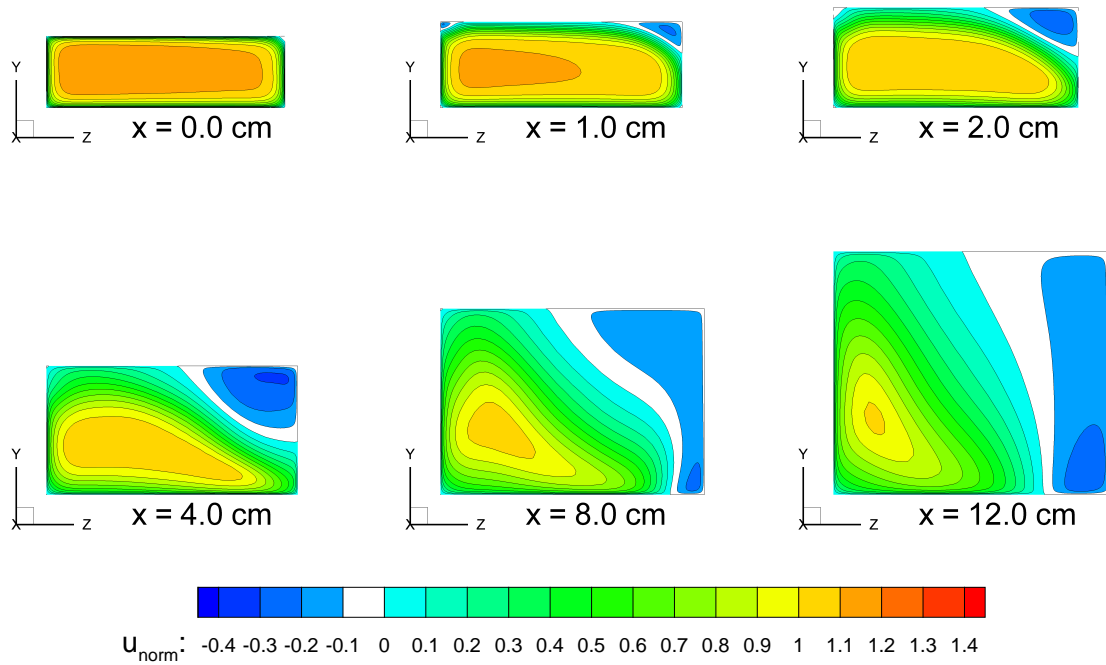 Y
X
Z
x = 0.0 cm
Y
X
Z
x = 1.0 cm
Y
X
Z
x = 2.0 cm
Y
X
Z
x = 4.0 cm
Y
X
Z
x = 8.0 cm
Y
X
Z
x = 12.0 cm
u_norm: -0.4 -0.3 -0.2 -0.1 0 0.1 0.2 0.3 0.4 0.5 0.6 0.7 0.8 0.9 1 1.1 1.2 1.3 1.4